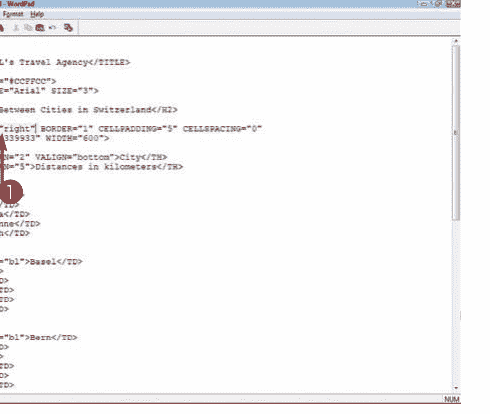 - WordPad
Format Help
L's Travel Agency</TITLE>
="#CCFFCC">
E="Arial" SIZE="3">
Between Cities in Switzerland</H2>
"right" BORDER="1" CELLPADDING="5" CELLSPACING="0"
339933" WIDTH="600">
N="2" VALIGN="bottom">City</TH>
N="5">Distances in kilometers</TH>
1
/TD>
a</TD>
nne</TD>
n</TD>
="bl">Basel</TD>
>
D>
TD>
TD>
D>
="bl">Bern</TD>
D>
>
TD>
D>
TD>
NUM